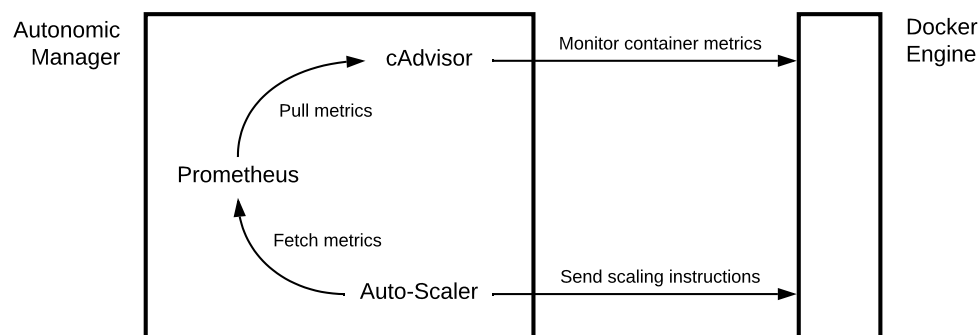 Autonomic
Manager
cAdvisor
Monitor container metrics
Docker
Engine
Pull metrics
Prometheus
Fetch metrics
Auto-Scaler
Send scaling instructions